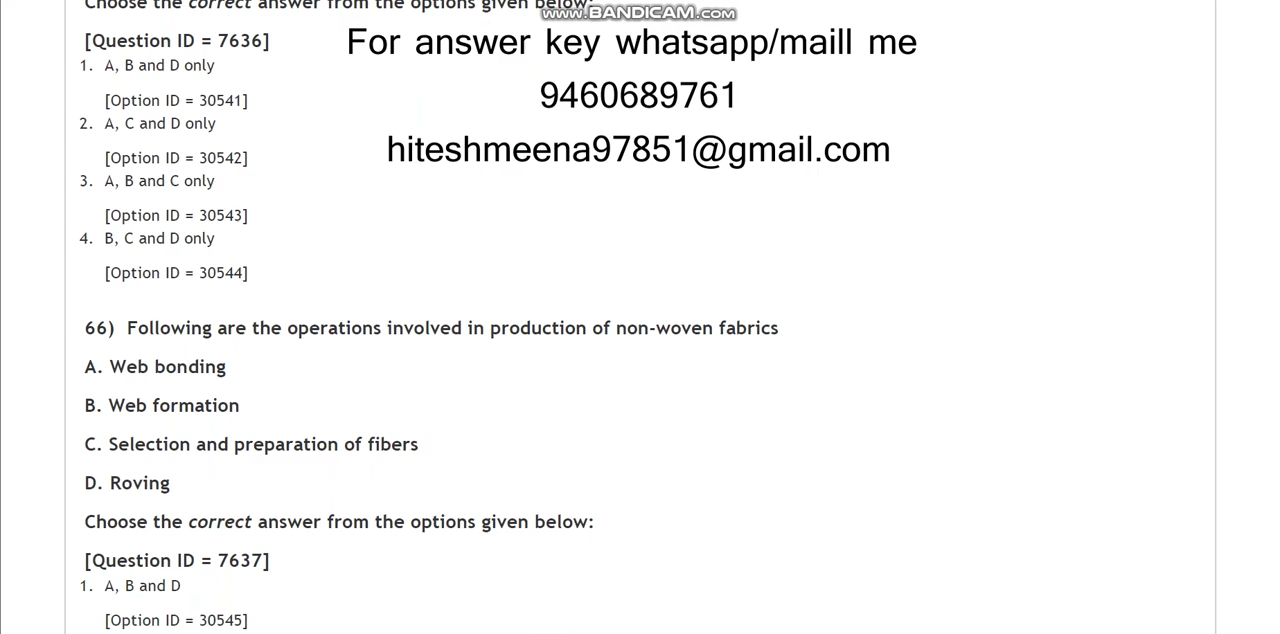 Choose the correct answer from the options given below:
www.BANDICAM.com
[Question ID = 7636]
For answer key whatsapp/maill me
1. A, B and D only
9460689761
[Option ID = 30541]
2. A, C and D only
hiteshmeena97851@gmail.com
[Option ID = 30542]
3. A, B and C only
[Option ID = 30543]
4. B, C and D only
[Option ID = 30544]
66) Following are the operations involved in production of non-woven fabrics
A. Web bonding
B. Web formation
C. Selection and preparation of fibers
D. Roving
Choose the correct answer from the options given below:
[Question ID = 7637]
1. A, B and D
[Option ID = 30545]